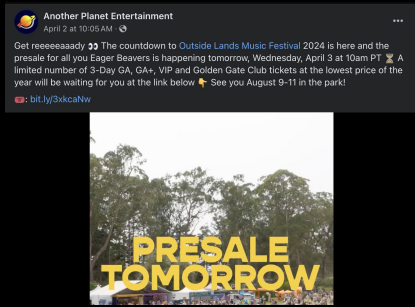 Another Planet Entertainment
April 2 at 10:05 AM ·
Get reeeeeaaady 👀 The countdown to Outside Lands Music Festival 2024 is here and the
presale for all you Eager Beavers is happening tomorrow, Wednesday, April 3 at 10am PT ⏳ A
limited number of 3-Day GA, GA+, VIP and Golden Gate Club tickets at the lowest price of the
year will be waiting for you at the link below 👇 See you August 9-11 in the park!
🎟️: bit.ly/3xkcaNw
PRESALE
TOMORROW